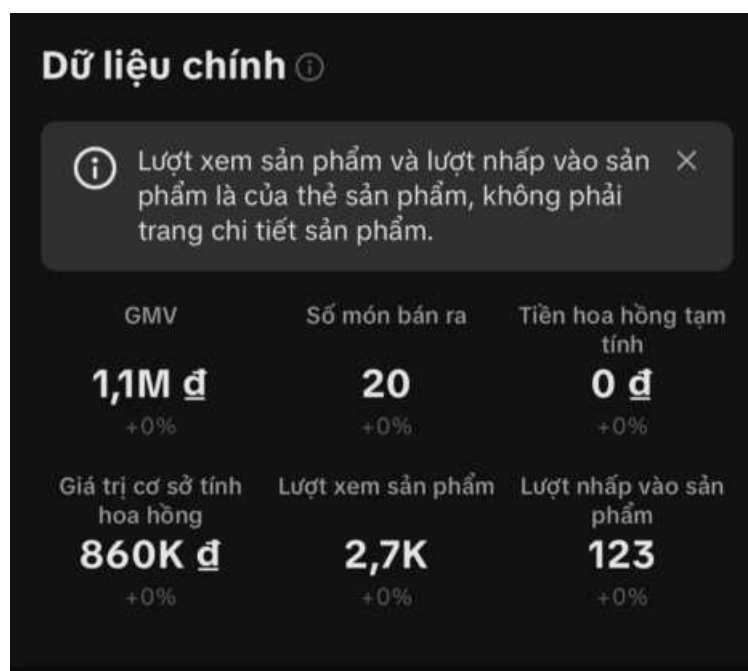 Dữ liệu chính
Lượt xem sản phẩm và lượt nhấp vào sản
phẩm là của thẻ sản phẩm, không phải
trang chi tiết sản phẩm.
GMV
Số món bán ra
Tiền hoa hồng tạm
tính
1,1M ₫
20
0 ₫
+0%
+0%
+0%
Giá trị cơ sở tính
hoa hồng
Lượt xem sản phẩm
Lượt nhấp vào sản
phẩm
860K ₫
2,7K
123
+0%
+0%
+0%